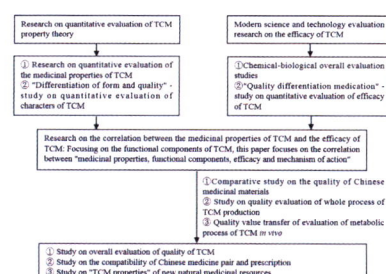 Research on quantitative evaluation of TCM
property theory
Modern science and technology evaluation
research on the efficacy of TCM
① Research on quantitative evaluation of
the medicinal properties of TCM
② "Differentiation of form and quality" -
study on quantitative evaluation of
characters of TCM
①Chemical-biological overall evaluation
studies
②"Quality differentiation medication" -
study on quantitative evaluation of efficacy
of TCM
Research on the correlation between the medicinal properties of TCM and the efficacy of
TCM: Focusing on the functional components of TCM, this paper focuses on the correlation
between "medicinal properties, functional components, efficacy and mechanism of action"
①Comparative study on the quality of Chinese
medicinal materials
② Study on quality evaluation of whole process of
TCM production
③ Quality value transfer of evaluation of metabolic
process of TCM in vivo
① Study on overall evaluation of quality of TCM
② Study on the compatibility of Chinese medicine pair and prescription
③ Study on "TCM properties" of new natural medicinal resources